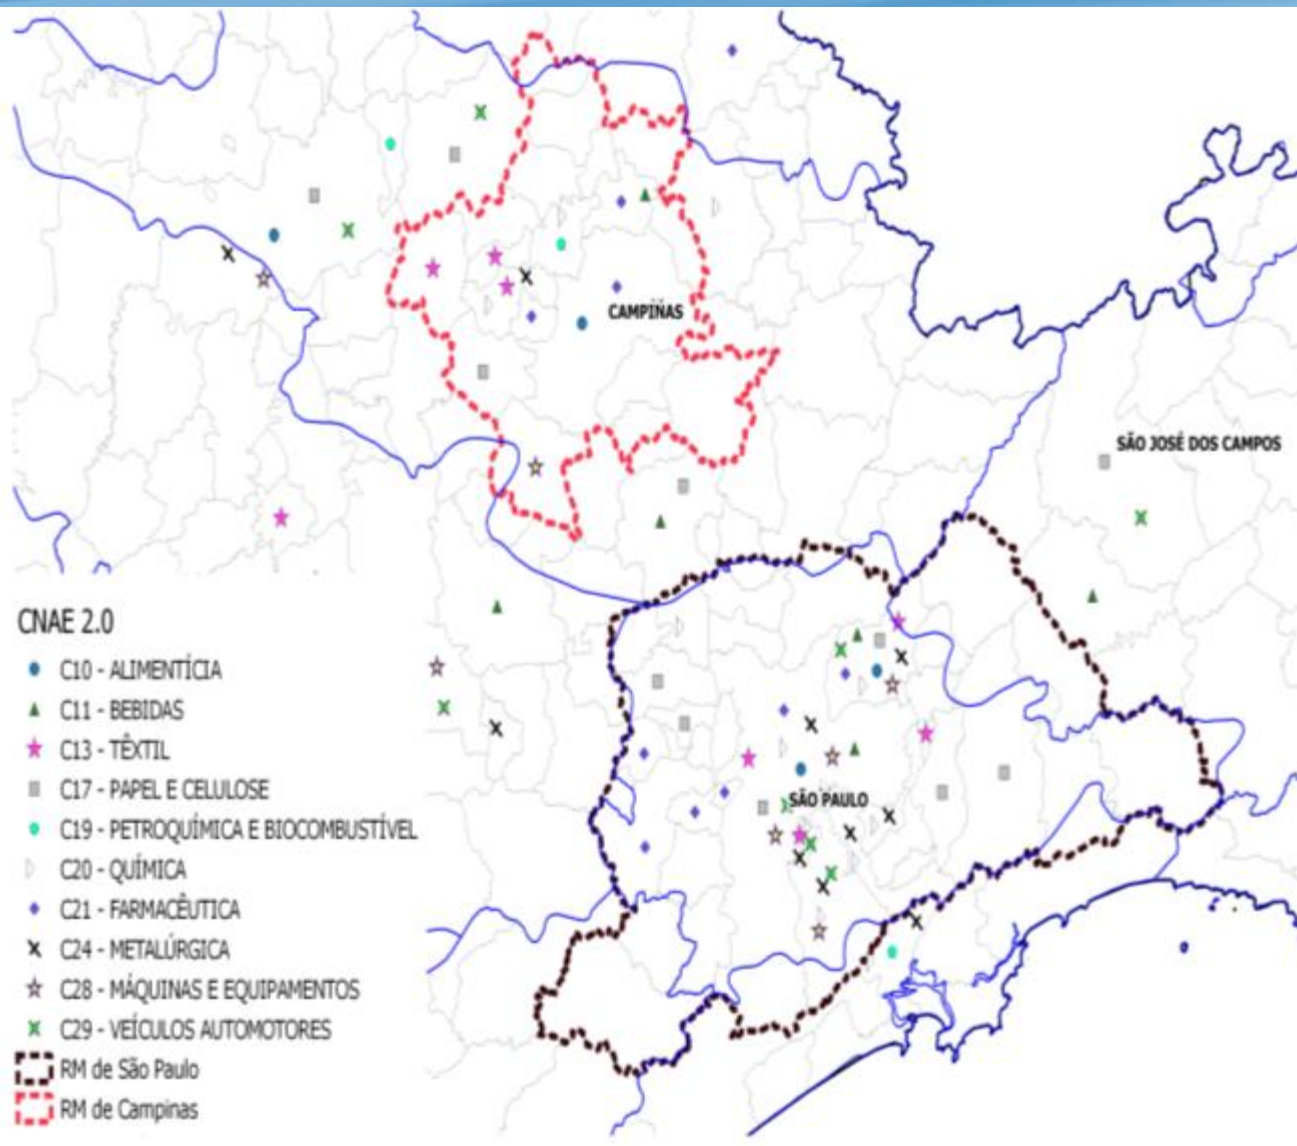 CAMPIÑAS
SÃO JOSÉ DOS CAMPOS
SÃO PAULO
CNAE 2.0
C10 - ALIMENTÍCIA
C11 - BEBIDAS
C13 - TÊXTIL
C17 - PAPEL E CELULOSE
C19 - PETROQUÍMICA E BIOCOMBUSTÍVEL
C20 - QUÍMICA
C21 - FARMACÊUTICA
C24 - METALÚRGICA
C28 - MÁQUINAS E EQUIPAMENTOS
C29 - VEÍCULOS AUTOMOTORES
RM de São Paulo
RM de Campinas